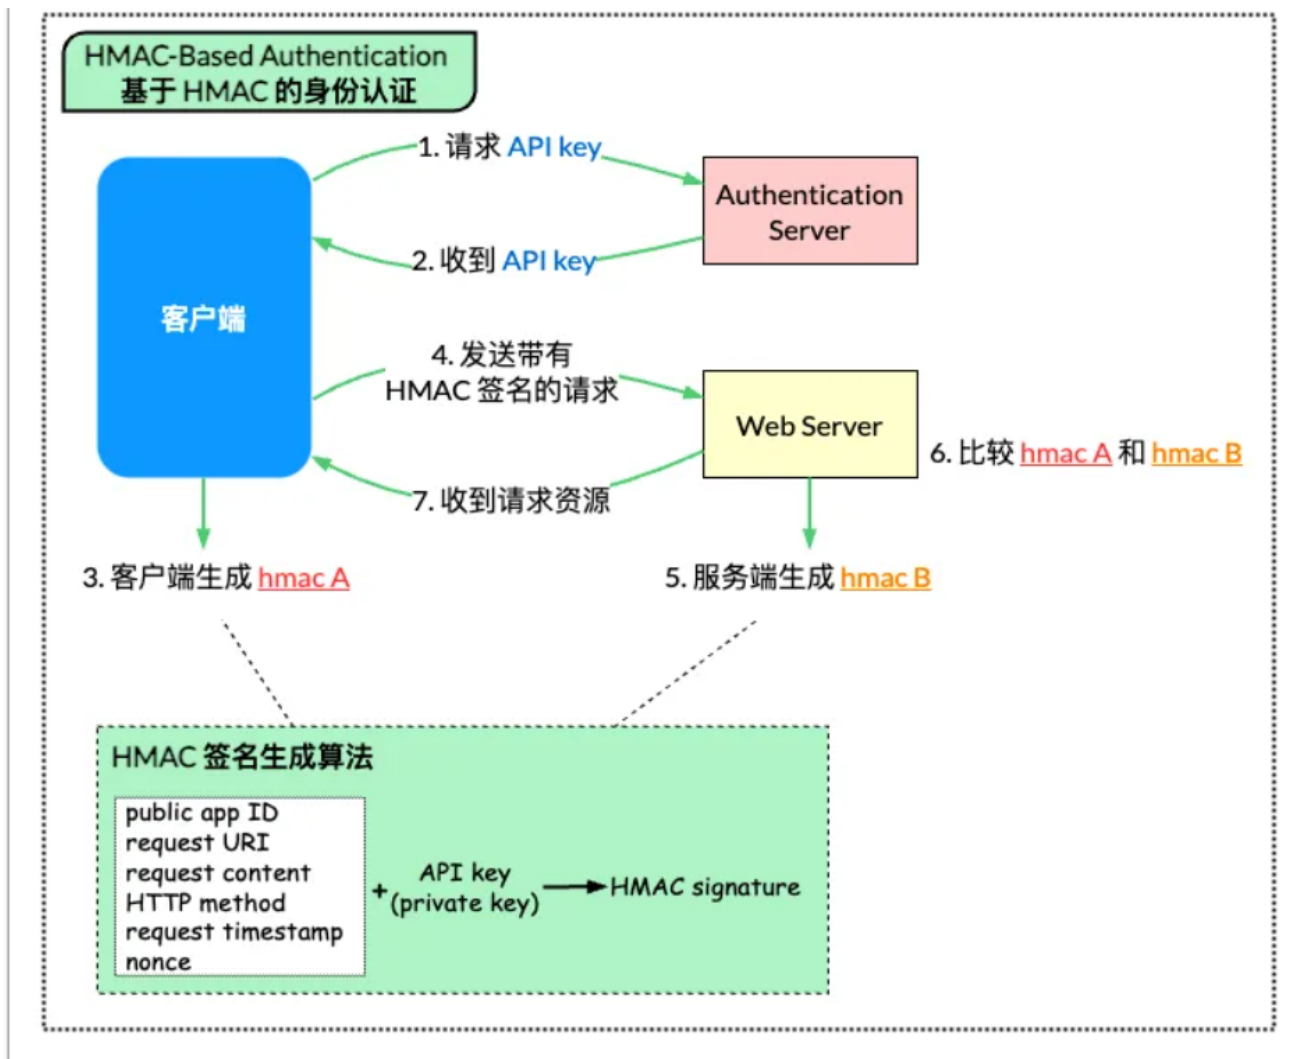 HMAC-Based Authentication
基于 HMAC 的身份认证
1. 请求 API key
Authentication
Server
2. 收到 API key
客户端
4. 发送带有
HMAC 签名的请求
Web Server
6. 比较 hmac A 和 hmac B
7. 收到请求资源
3. 客户端生成 hmac A
5. 服务端生成 hmac B
HMAC 签名生成算法
public app ID
request URI
request content
HTTP method
request timestamp
nonce
+
API key
(private key)
HMAC signature